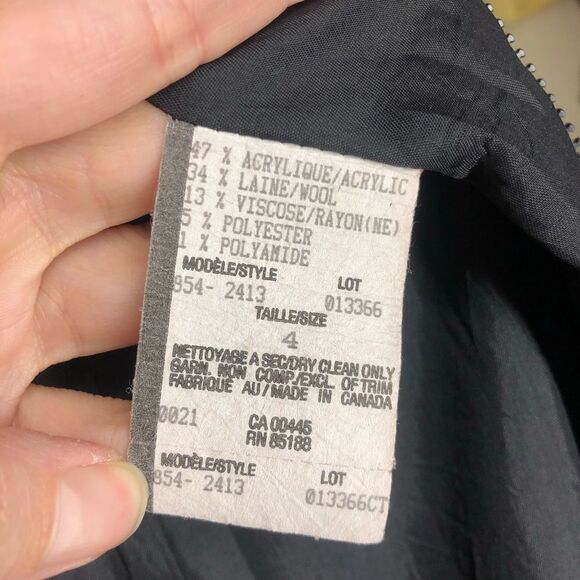 47 % ACRYLIQUE/ACRYLIC
34 % LAINE/WOOL
13 % VISCOSE/RAYON(NE)
5 % POLYESTER
1 % POLYAMIDE
MODÈLE/STYLE LOT
854- 2413 013366
TAILLE/SIZE
4
NETTOYAGE A SEC/DRY CLEAN ONLY
GARN. NON COMP./EXCL. OF TRIM
FABRIQUÉ AU/MADE IN CANADA
0021 CA 00445
RN 85188
MODÈLE/STYLE LOT
854- 2413 013366CT